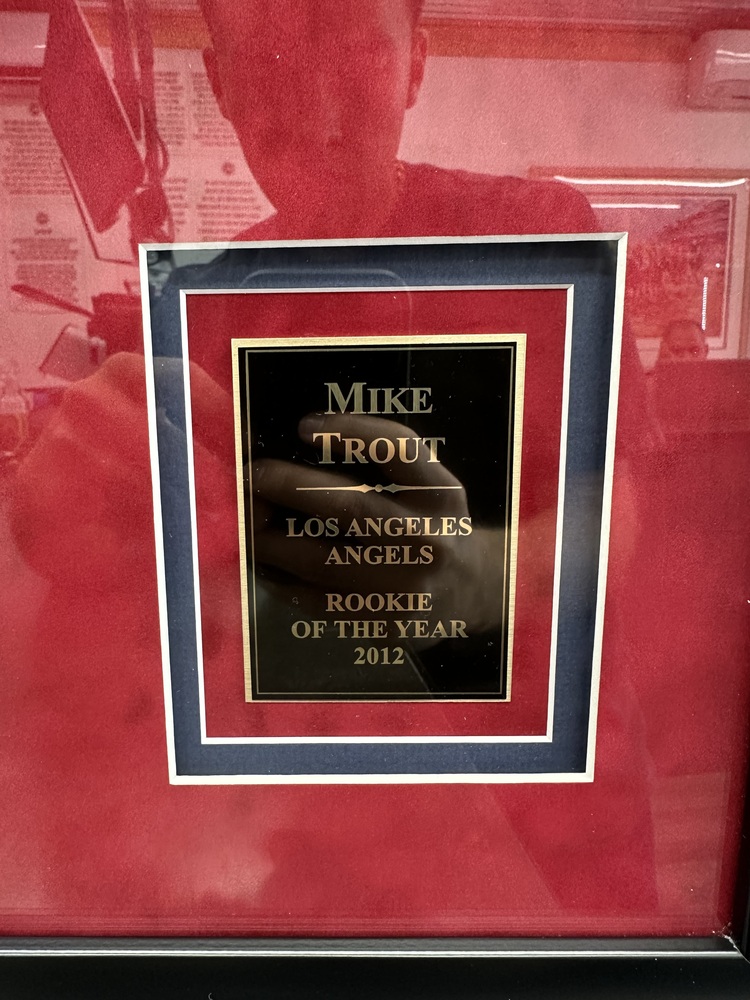 MIKE
TROUT
LOS ANGELES
ANGELS
ROOKIE
OF THE YEAR
2012